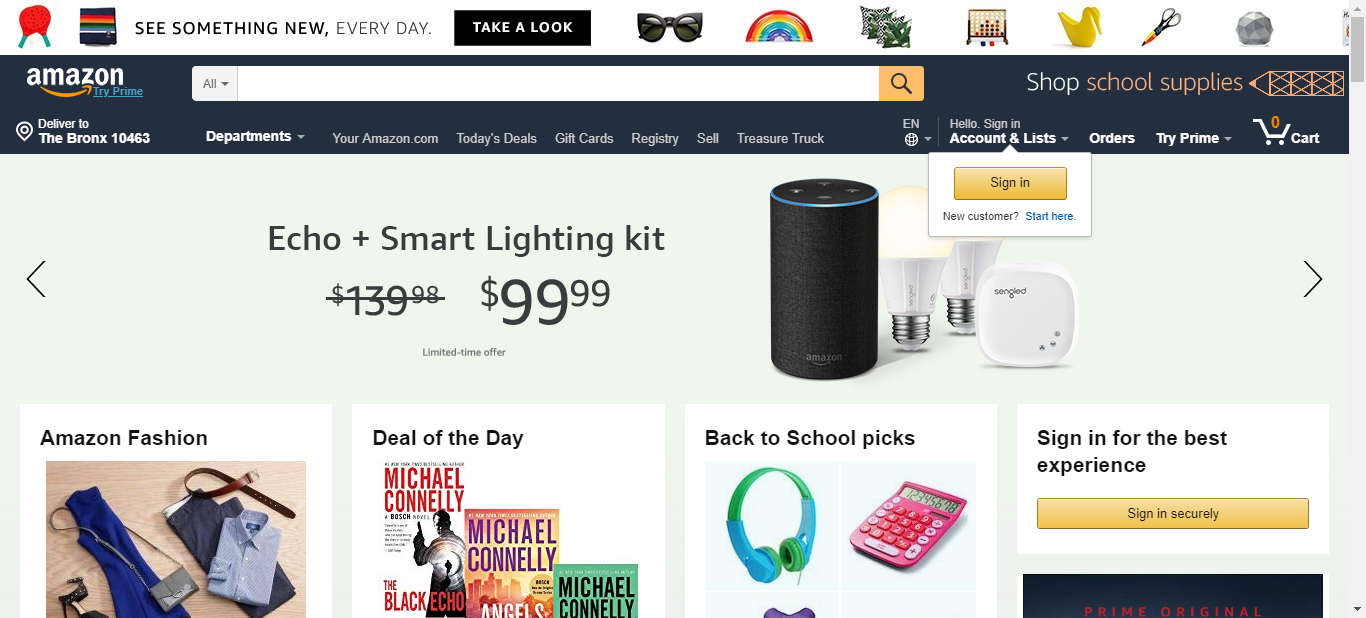 SEE SOMETHING NEW, EVERY DAY.
TAKE A LOOK
amazon
Try Prime
All
Shop school supplies
Deliver to
The Bronx 10463
Departments
Your Amazon.com
Today's Deals
Gift Cards
Registry
Sell
Treasure Truck
EN
Hello. Sign in
Account & Lists
Orders
Try Prime
0
Cart
Sign in
New customer? Start here.
Echo + Smart Lighting kit
$139.98 $99.99
Limited-time offer
sengled
sengled
amazon
Amazon Fashion
Deal of the Day
Back to School picks
Sign in for the best
experience
Sign in securely
#1 NEW YORK TIMES BESTSELLING AUTHOR
MICHAEL
CONNELLY
A BOSCH NOVEL
THE
BLACK ECHO
MICHAEL
CONNELLY
ANGELS
MICHAEL
CONNELLY
PRIME ORIGINAL